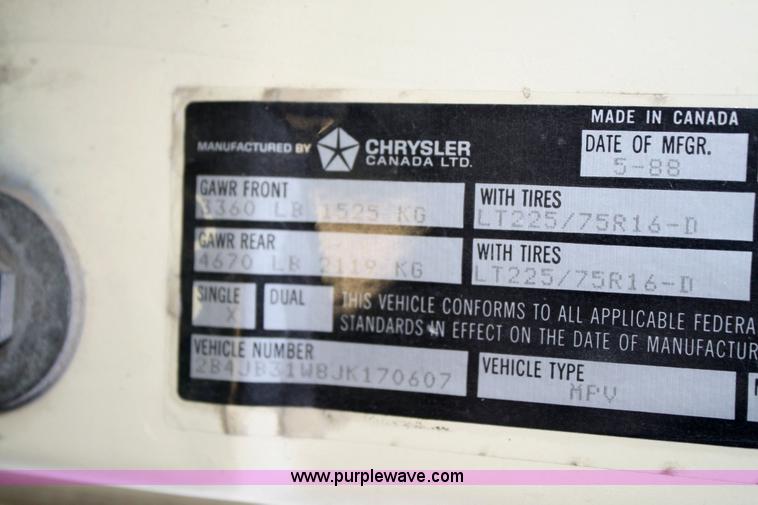 MADE IN CANADA
MANUFACTURED BY CHRYSLER CANADA LTD.
DATE OF MFGR.
5-88
GAWR FRONT
3360 LB 1525 KG
WITH TIRES
LT225/75R16-D
GAWR REAR
4670 LB 2119 KG
WITH TIRES
LT225/75R16-D
SINGLE
X
DUAL
THIS VEHICLE CONFORMS TO ALL APPLICABLE FEDERA
STANDARDS IN EFFECT ON THE DATE OF MANUFACTUR
VEHICLE NUMBER
2B4JB31W8JK170607
VEHICLE TYPE
MPV
www.purplewave.com